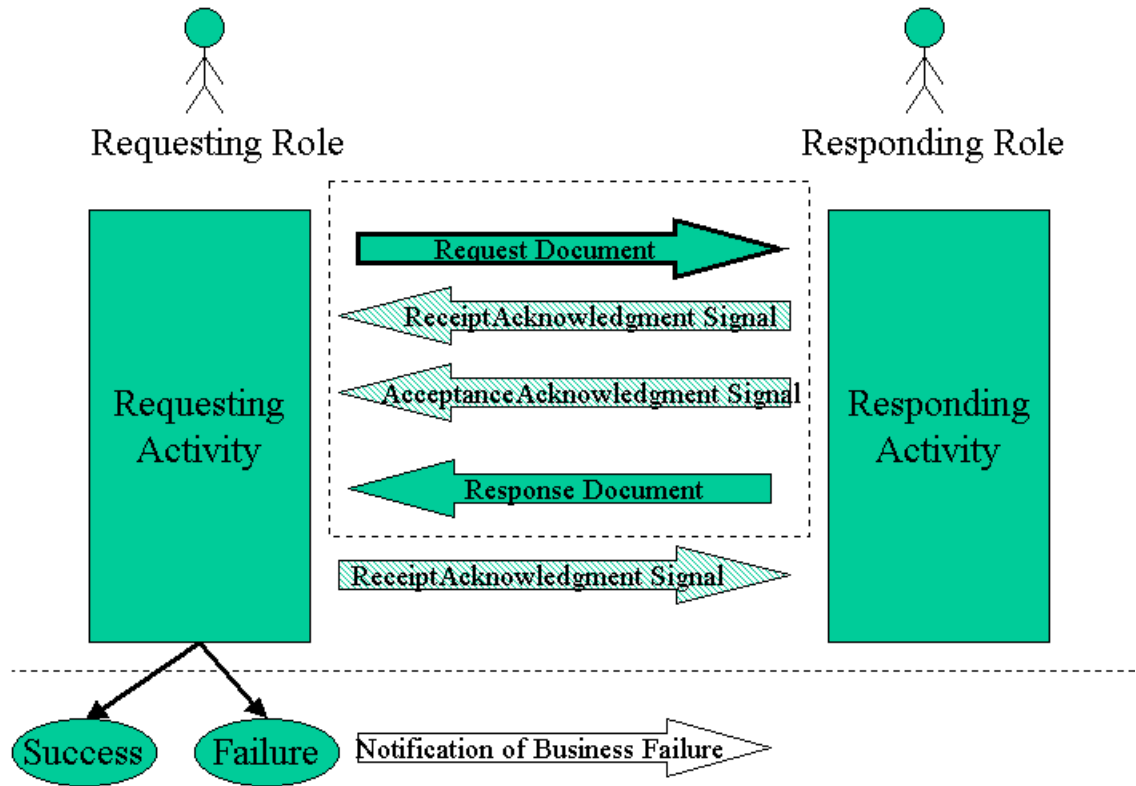 Requesting Role
Responding Role
Request Document
ReceiptAcknowledgment Signal
AcceptanceAcknowledgment Signal
Requesting
Activity
Responding
Activity
Response Document
ReceiptAcknowledgment Signal
Success
Failure
Notification of Business Failure